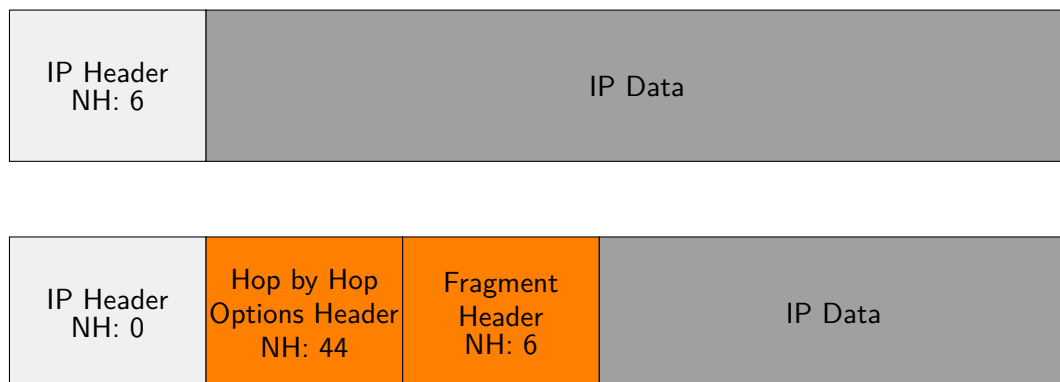 IP Header
NH: 6
IP Data
IP Header
NH: 0
Hop by Hop
Options Header
NH: 44
Fragment
Header
NH: 6
IP Data